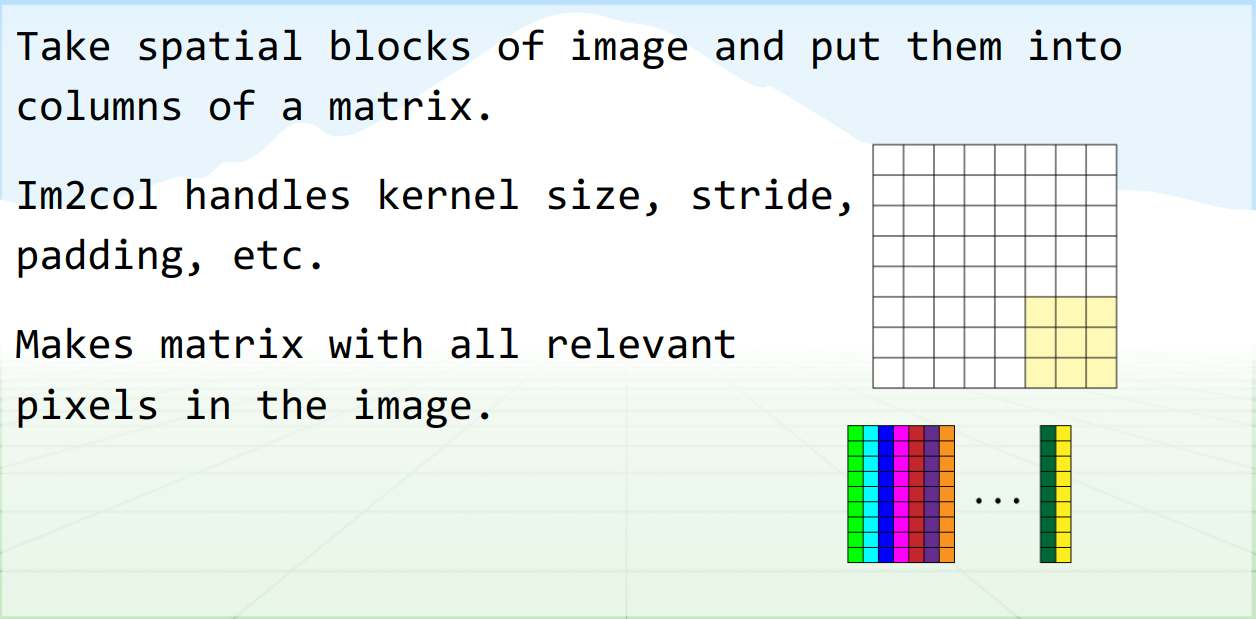 Take spatial blocks of image and put them into
columns of a matrix.
Im2col handles kernel size, stride,
padding, etc.
Makes matrix with all relevant
pixels in the image.
...